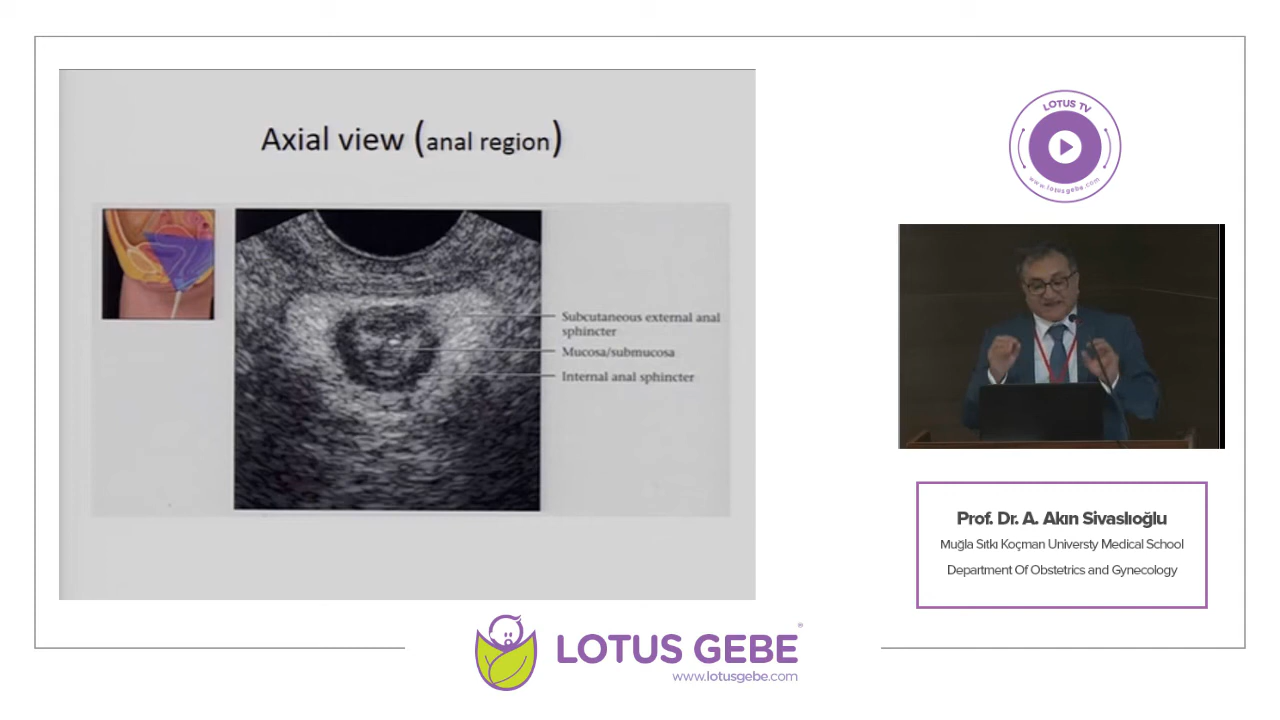 Axial view (anal region)
Subcutaneous external anal
sphincter
Mucosa/submucosa
Internal anal sphincter
LOTUS TV
www.lotusgebe.com
Prof. Dr. A. Akın Sivaslıoğlu
Muğla Sıtkı Koçman Universty Medical School
Department Of Obstetrics and Gynecology
LOTUS GEBE®
www.lotusgebe.com